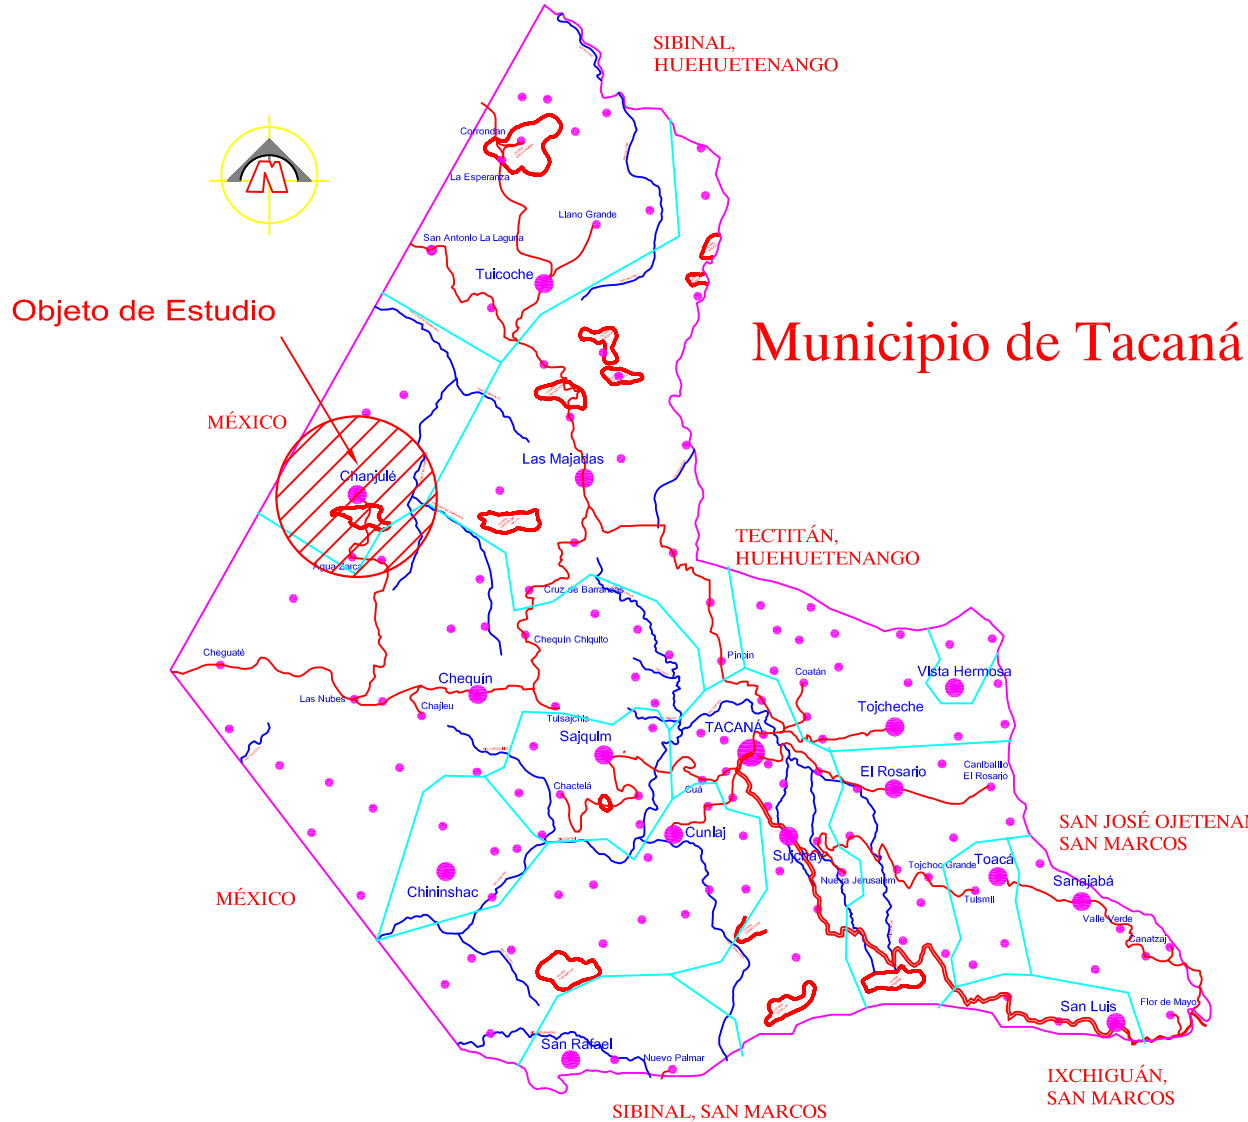 SIBINAL,
HUEHUETENANGO
Corrondan
La Esperanza
Llano Grande
San Antonio La Laguna
Tuicoche
Objeto de Estudio
Municipio de Tacaná
MÉXICO
Las Majadas
Chanjulé
TECTITÁN,
HUEHUETENANGO
Agua Zarca
Cruz de Barrancas
Chequin Chiquito
Cheguaté
Pinpin
Coatán
Vista Hermosa
Chequín
Las Nubes
Chajleu
Tojcheche
Tuisajchis
Sajquim
TACANÁ
Canibalillo
El Rosario
El Rosario
Chactelá
Cuá
Cunlaj
Sujchay
SAN JOSÉ OJETENAN
SAN MARCOS
Toacá
Tojchoc Grande
Chininshac
Nueva Jerusalem
Sanajabá
MÉXICO
Tuismil
Valle Verde
Canatzaj
San Luis
Flor de Mayo
San Rafael
Nuevo Palmar
IXCHIGUÁN,
SAN MARCOS
SIBINAL, SAN MARCOS